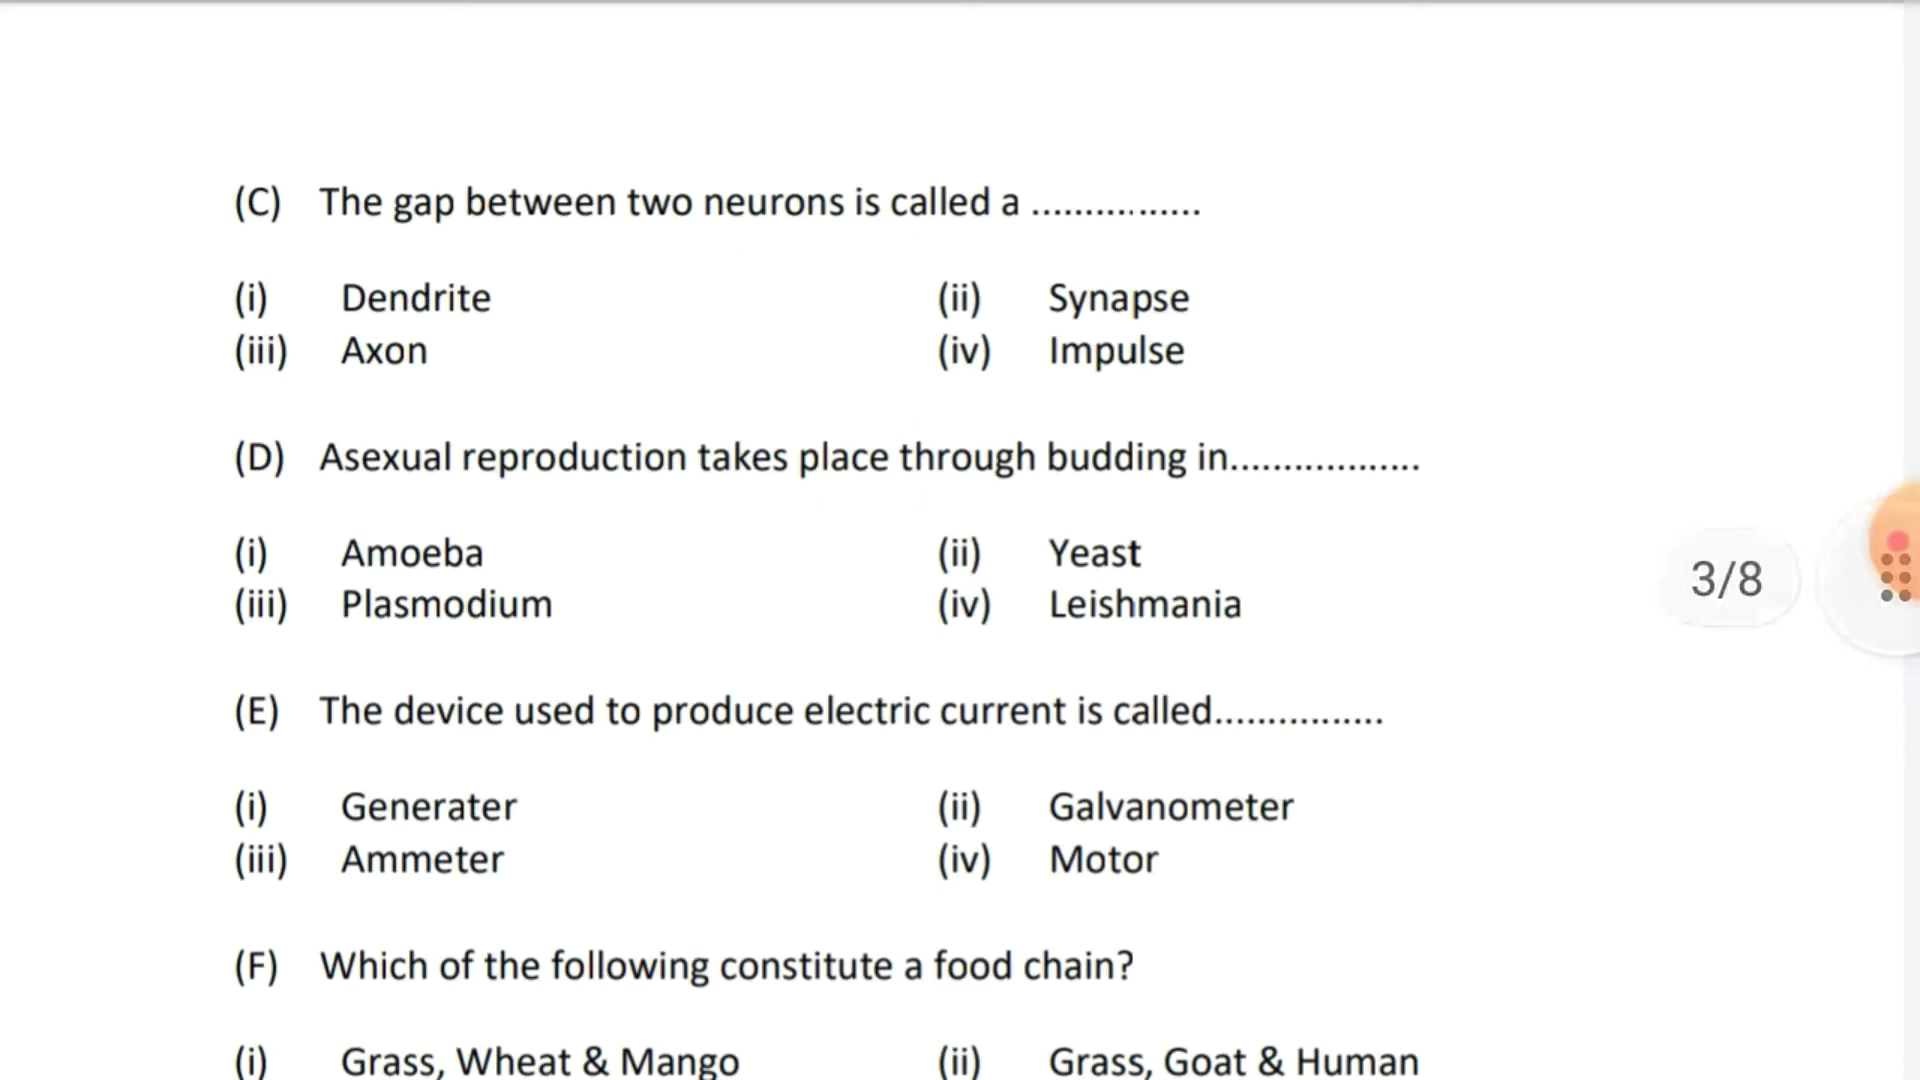 (C) The gap between two neurons is called a ................
(i) Dendrite (ii) Synapse
(iii) Axon (iv) Impulse
(D) Asexual reproduction takes place through budding in..................
(i) Amoeba (ii) Yeast
(iii) Plasmodium (iv) Leishmania
3/8
(E) The device used to produce electric current is called................
(i) Generater (ii) Galvanometer
(iii) Ammeter (iv) Motor
(F) Which of the following constitute a food chain?
(i) Grass, Wheat & Mango (ii) Grass, Goat & Human